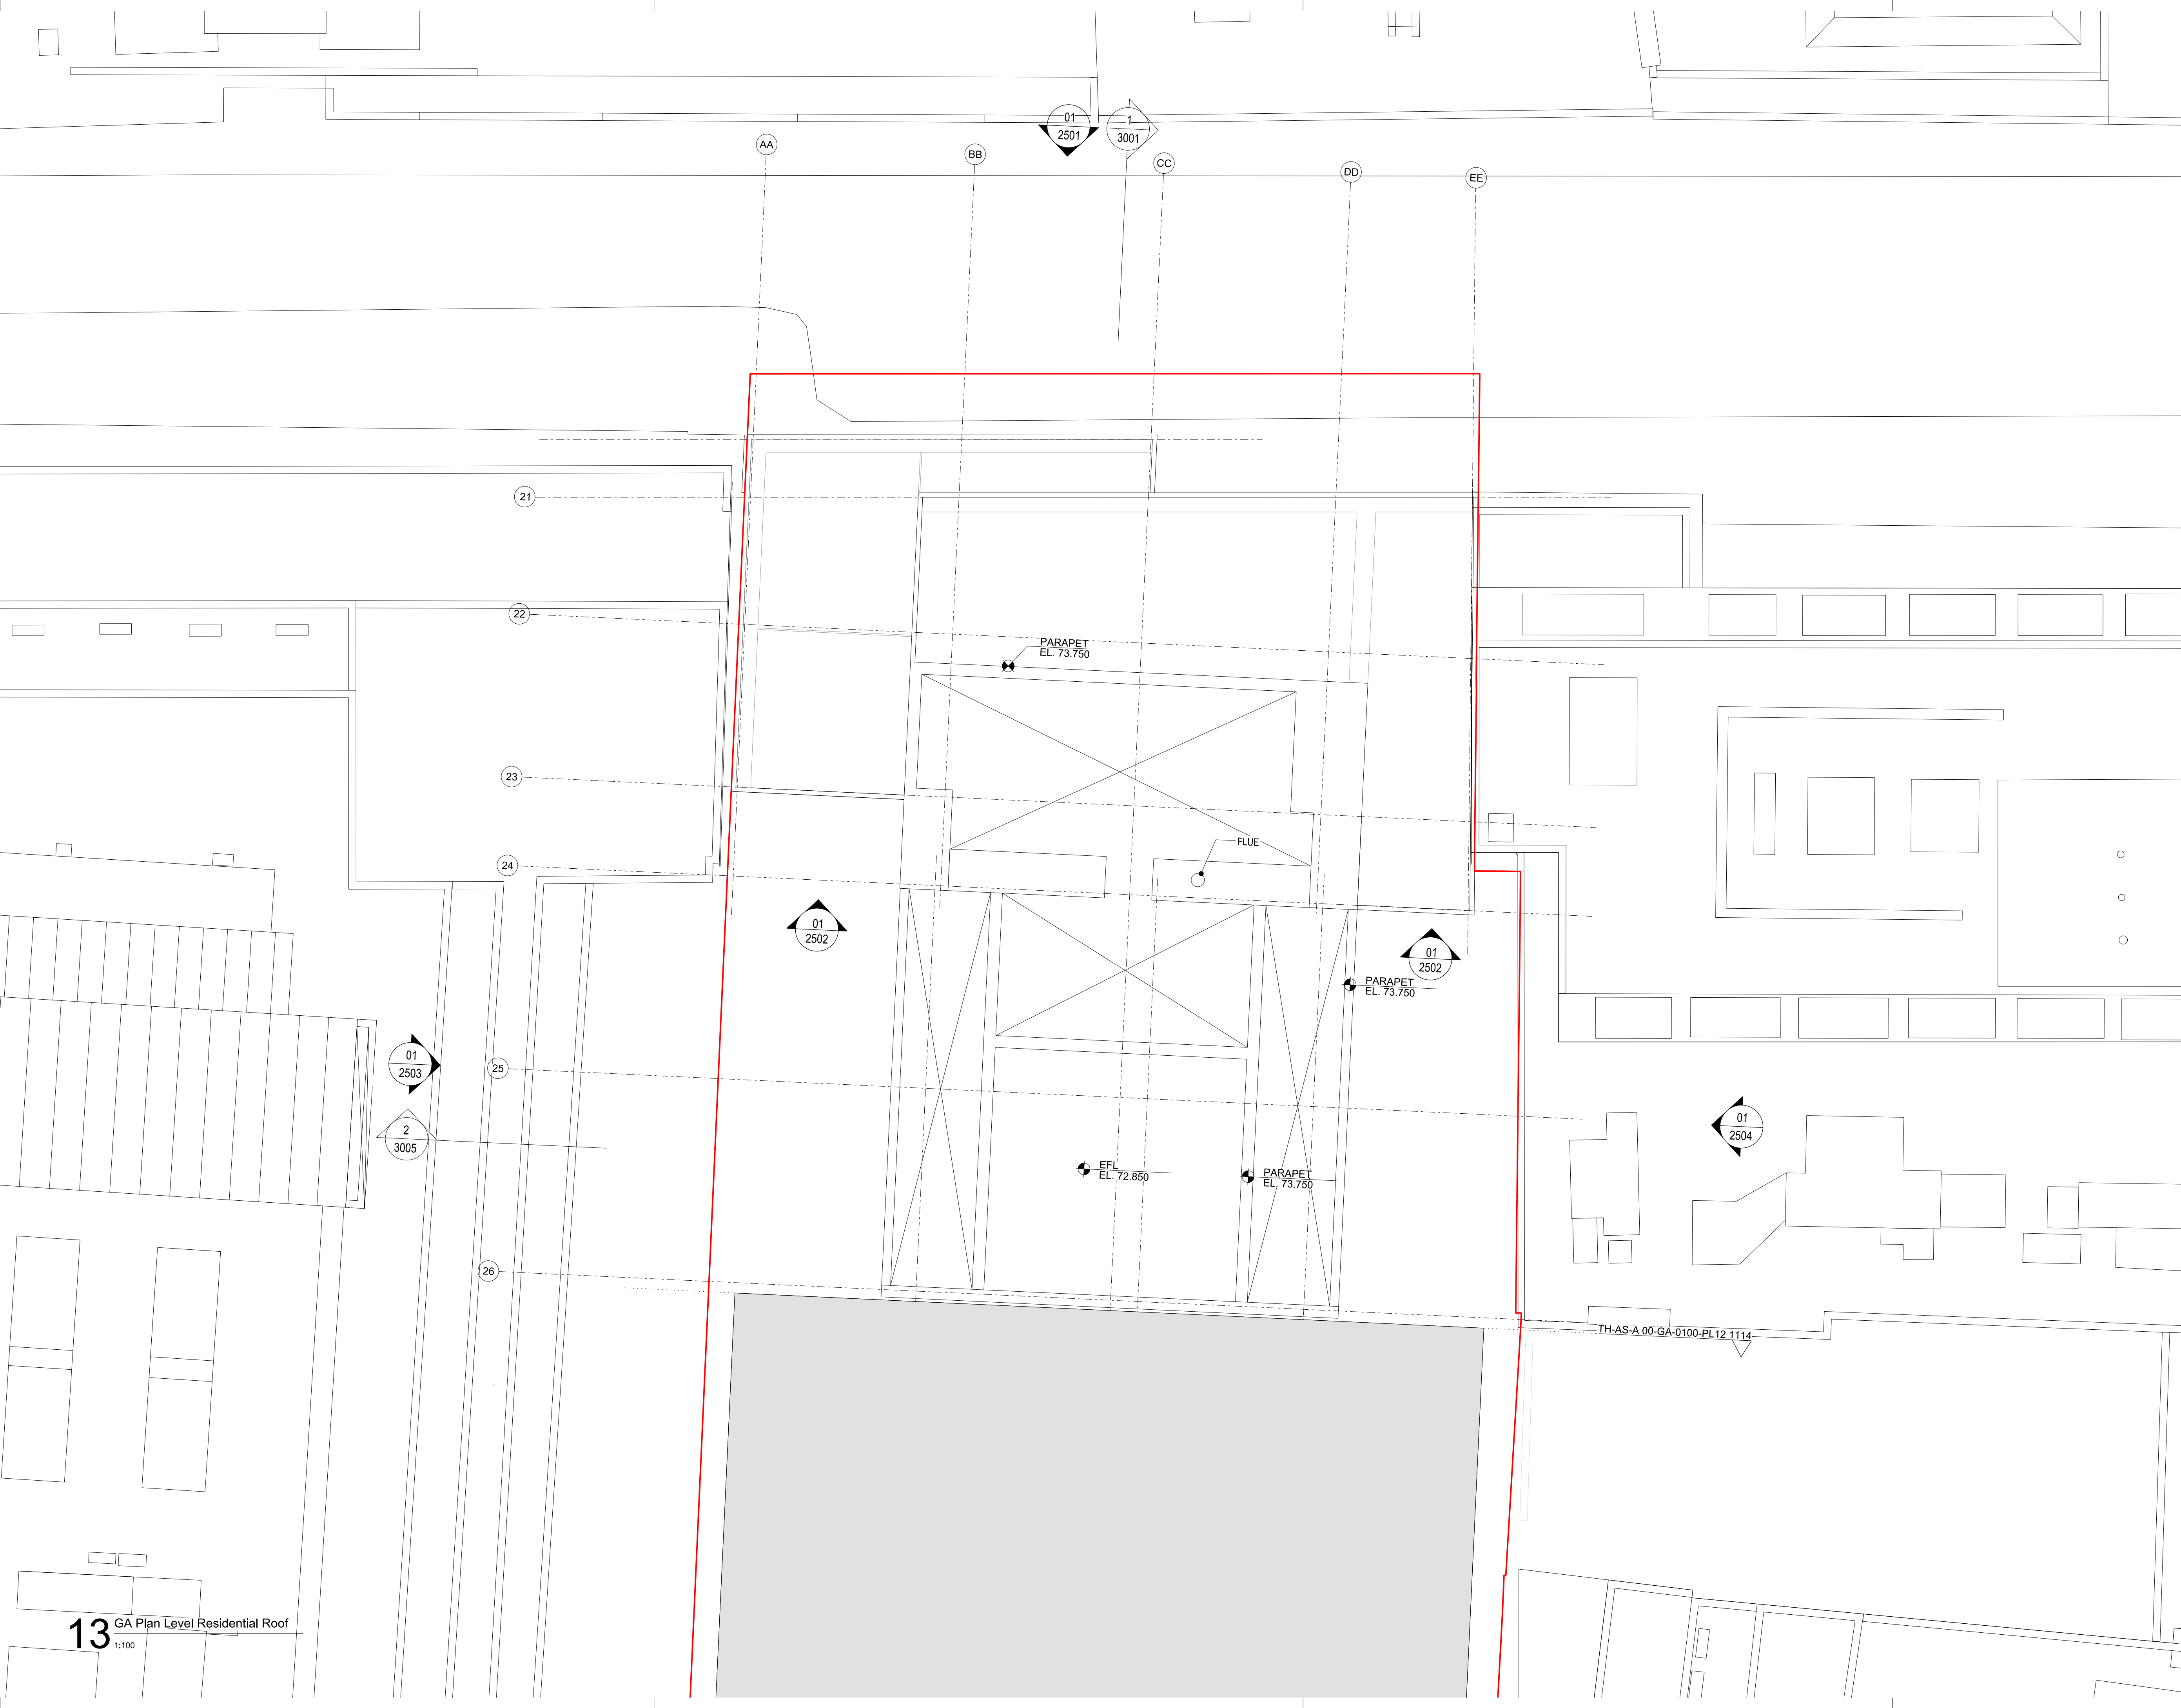 01
2501
1
3001
AA
BB
CC
DD
EE
21
22
PARAPET
EL. 73.750
23
FLUE
24
01
2502
01
2502
PARAPET
EL. 73.750
01
2503
25
2
3005
01
2504
EFL
EL. 72.850
PARAPET
EL. 73.750
26
TH-AS-A 00-GA-0100-PL12 1114
13 GA Plan Level Residential Roof
1:100